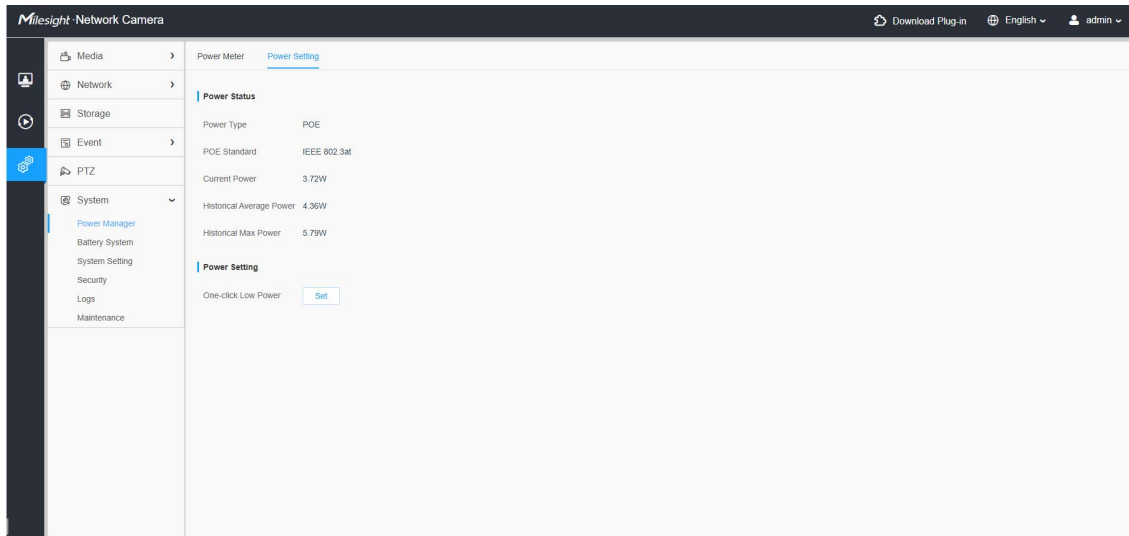 Milesight·Network Camera
Download Plug-in
English
admin
Media
Network
Storage
Event
PTZ
System
Power Manager
Battery System
System Setting
Security
Logs
Maintenance
Power Meter Power Setting
Power Status
Power Type POE
POE Standard IEEE 802.3at
Current Power 3.72W
Historical Average Power 4.36W
Historical Max Power 5.79W
Power Setting
One-click Low Power Set